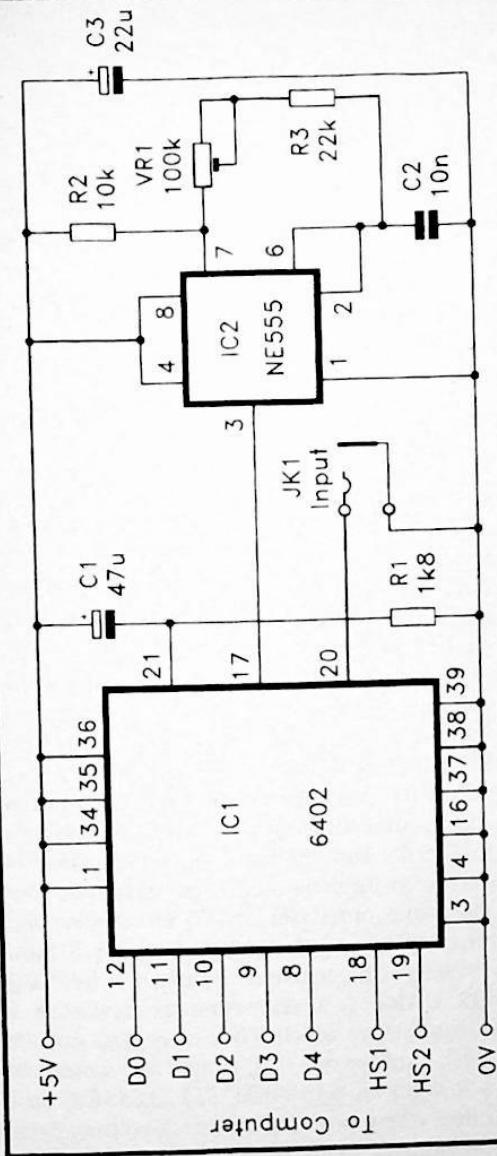 To Computer
+5V
D0
D1
D2
D3
D4
HS1
HS2
0V
12
11
10
9
8
18
19
1
34
35
36
IC1
6402
3
4
16
37
38
39
21
17
20
C1
47u
R1
1k8
JK1
Input
3
4
8
IC2
NE555
1
2
7
6
R2
10k
VR1
100k
R3
22k
C2
10n
C3
22u